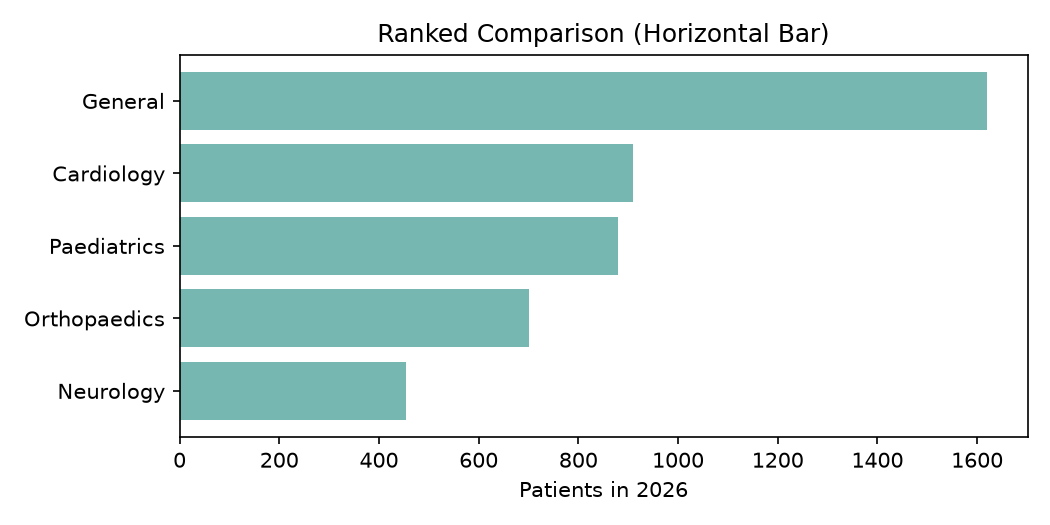 Ranked Comparison (Horizontal Bar)
General
Cardiology
Paediatrics
Orthopaedics
Neurology
0 200 400 600 800 1000 1200 1400 1600
Patients in 2026